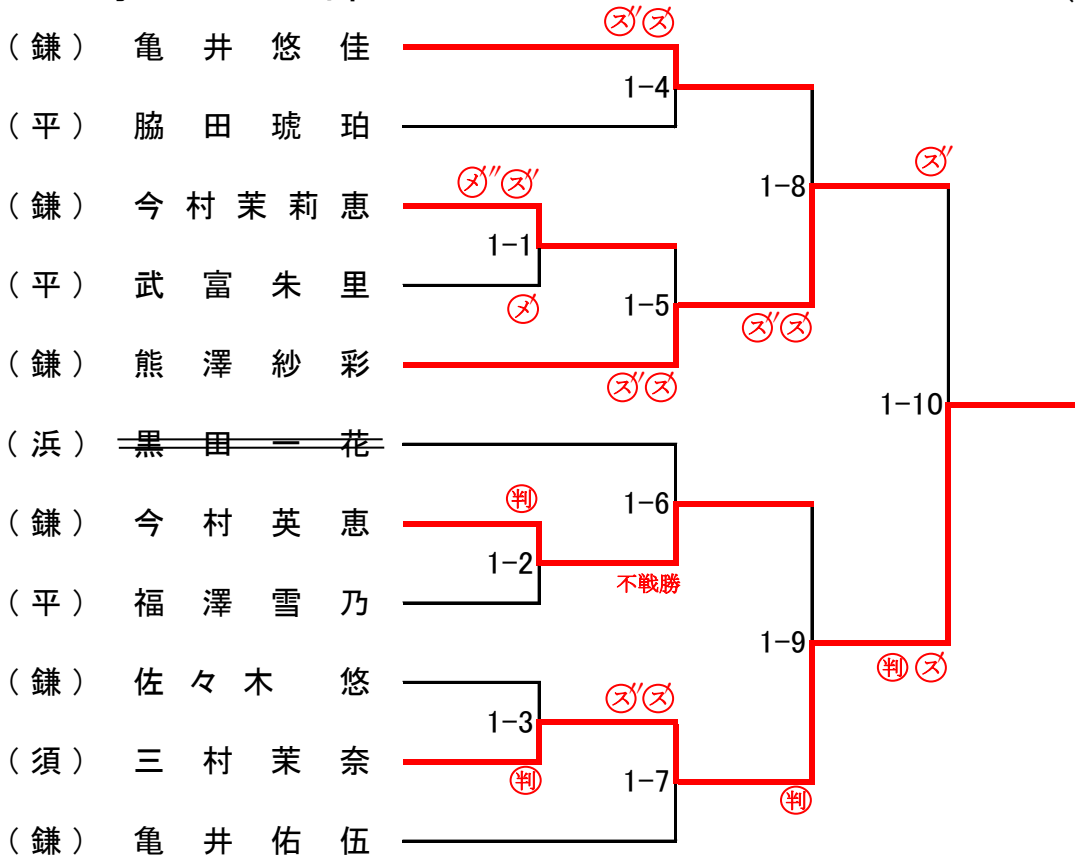 ズ ズ
(鎌) 亀井悠佳
1-4
(平) 脇田琥珀
ズ
メ ズ
1-8
(鎌) 今村茉莉恵
1-1
(平) 武富朱里
メ
1-5
ズ ズ
(鎌) 熊澤紗彩
ズ ズ
1-10
(浜) 黒田一花
判
1-6
(鎌) 今村英恵
1-2
不戦勝
(平) 福澤雪乃
1-9
判 ズ
(鎌) 佐々木 悠
ズ ズ
1-3
(須) 三村茉奈
判
1-7
判
(鎌) 亀井佑伍